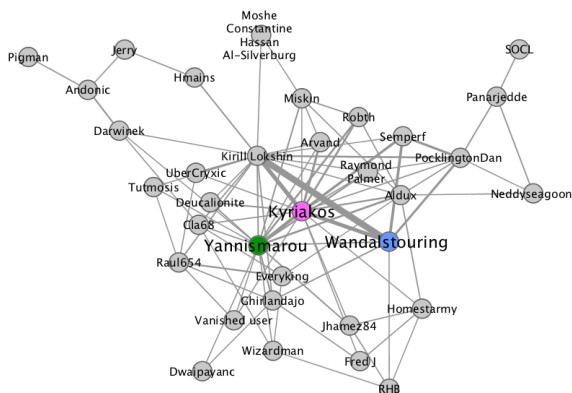 Moshe
Constantine
Hassan
Al-Silverburg
SOCL
Pigman
Jerry
Hmains
Andonic
Miskin
Panarjedde
Robth
Darwinek
Arvand
Semperf
Kirill Lokshin
PocklingtonDan
UberCryxic
Raymond
Palmer
Tutmosis
Aldux
Neddyseagoon
Deucalionite
Kyriakos
Cla68
Yannismarou
Wandalstouring
Raul654
Everyking
Ghirlandajo
Homestarmy
Vanished user
Jhamez84
Wizardman
Fred J
Dwaipayanc
RHB